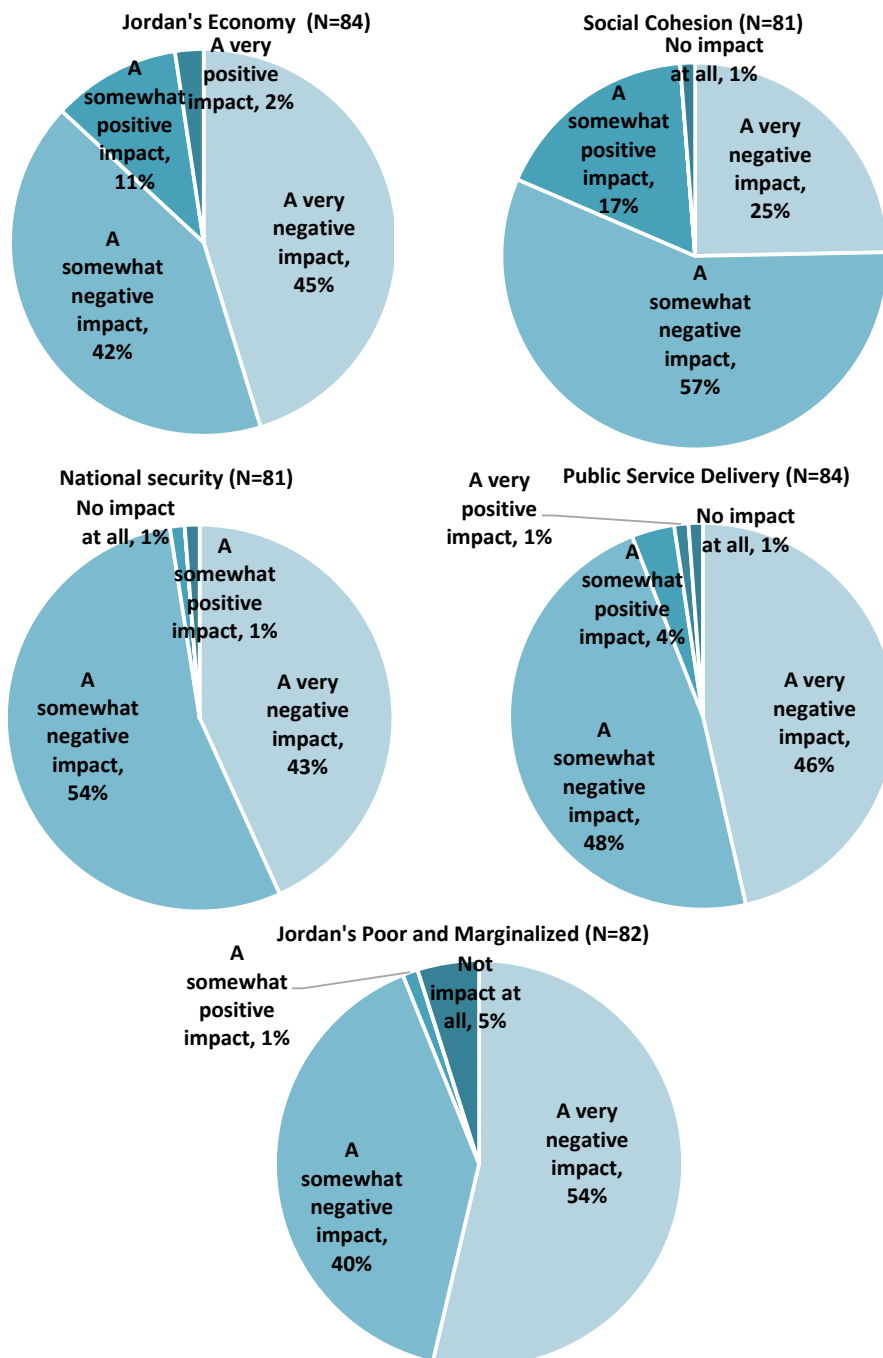 Jordan's Economy (N=84)
A very
positive
impact, 2%
A
somewhat
positive
impact,
11%
A very
negative
impact,
45%
A
somewhat
negative
impact,
42%
Social Cohesion (N=81)
No impact
at all, 1%
A
somewhat
positive
impact,
17%
A very
negative
impact,
25%
A
somewhat
negative
impact,
57%
National security (N=81)
No impact
at all, 1%
A
somewhat
positive
impact, 1%
A
somewhat
negative
impact,
54%
A very
negative
impact,
43%
Public Service Delivery (N=84)
A very
positive
impact, 1%
No impact
at all, 1%
A
somewhat
positive
impact, 4%
A very
negative
impact,
46%
A
somewhat
negative
impact,
48%
Jordan's Poor and Marginalized (N=82)
A
somewhat
positive
impact, 1%
Not
impact at
all, 5%
A very
negative
impact,
54%
A
somewhat
negative
impact,
40%